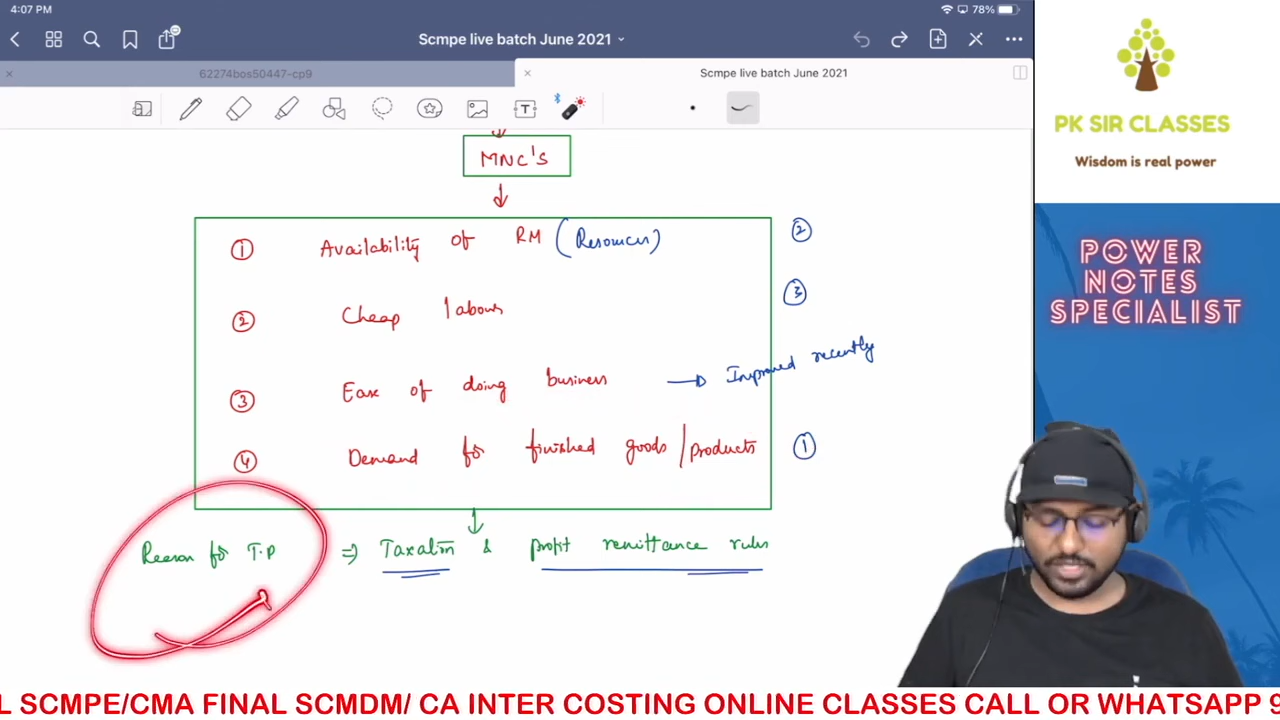 4:07 PM
78%
Scmpe live batch June 2021
62274bos50447-cp9
Scmpe live batch June 2021
MNC's
① Availability of RM (Resources) ②
② Cheap labour ③
③ Ease of doing business → Improved recently
④ Demand for finished goods/products ①
Reason for T.P ⇒ Taxation & profit remittance rules
PK SIR CLASSES
Wisdom is real power
POWER
NOTES
SPECIALIST
L SCMPE/CMA FINAL SCMDM/ CA INTER COSTING ONLINE CLASSES CALL OR WHATSAPP 9